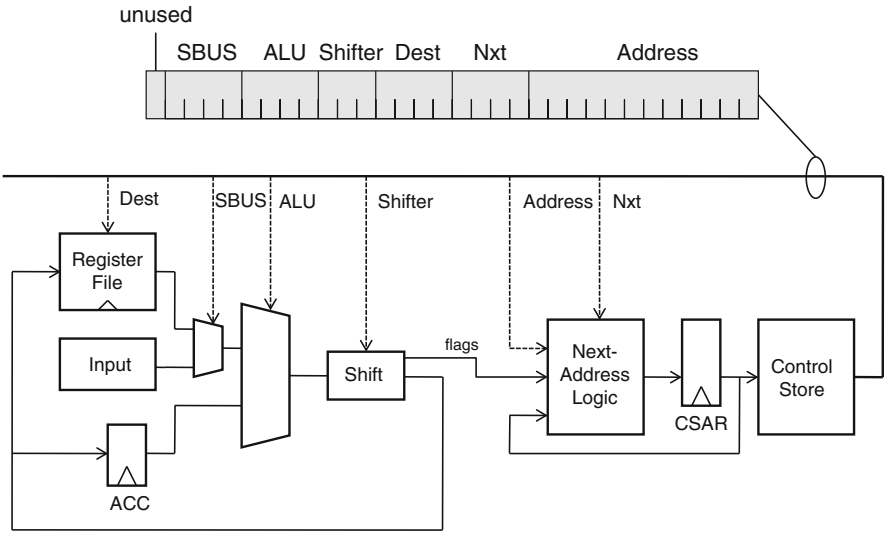 unused
SBUS ALU Shifter Dest Nxt Address
Dest SBUS ALU Shifter Address Nxt
Register
File
Input
ACC
Shift
flags
Next-
Address
Logic
CSAR
Control
Store